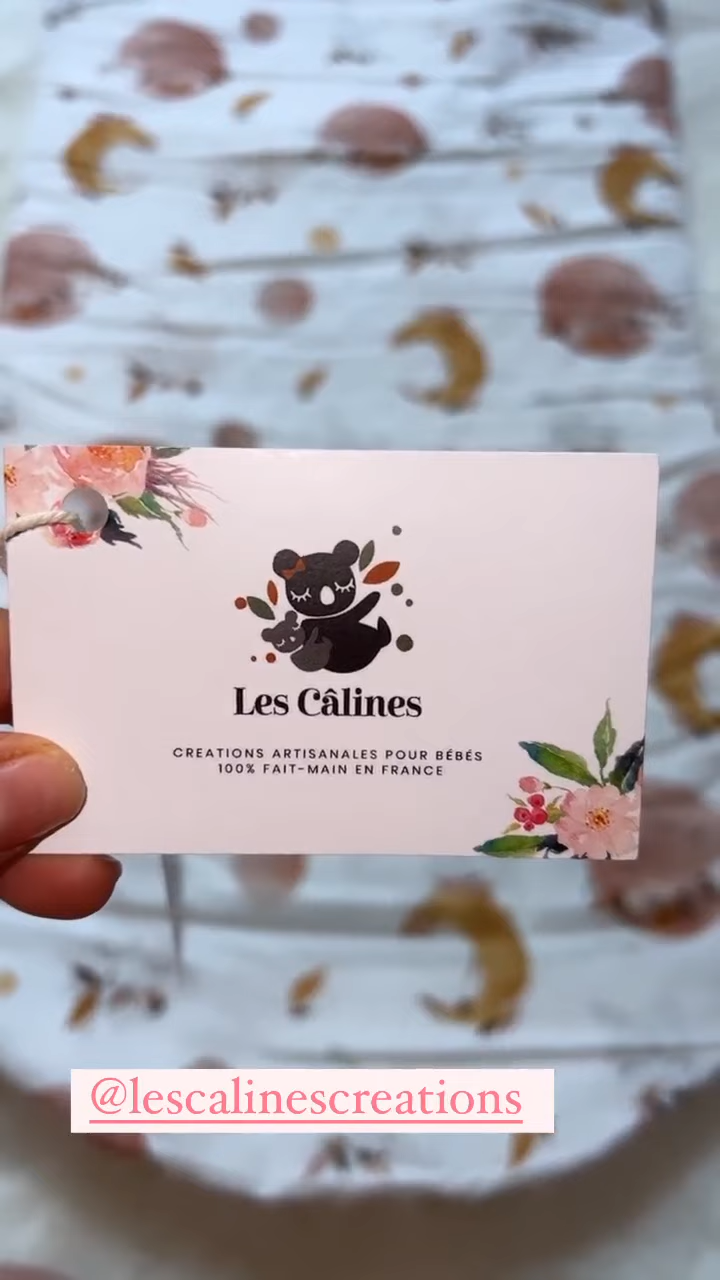 Les Câlines
CREATIONS ARTISANALES POUR BÉBÉS
100% FAIT-MAIN EN FRANCE
@lescalinescreations